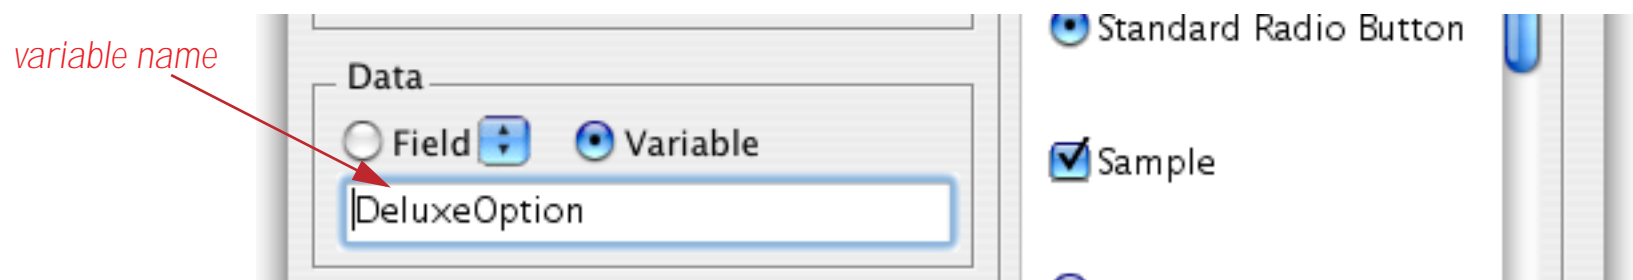 variable name
Data
Field Variable
DeluxeOption
Standard Radio Button
Sample